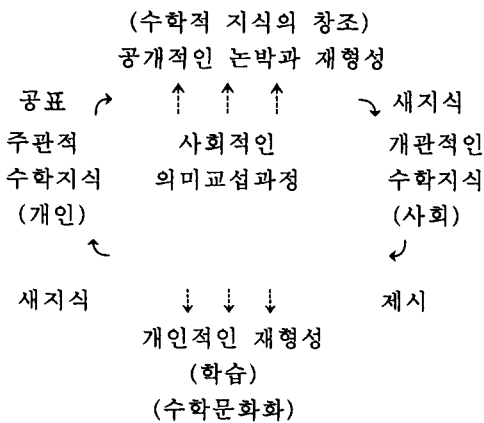 (수학적 지식의 창조)
공개적인 논박과 재형성
공표 새지식
주관적 사회적인 개관적인
수학지식 의미교섭과정 수학지식
(개인) (사회)
새지식 제시
개인적인 재형성
(학습)
(수학문화화)